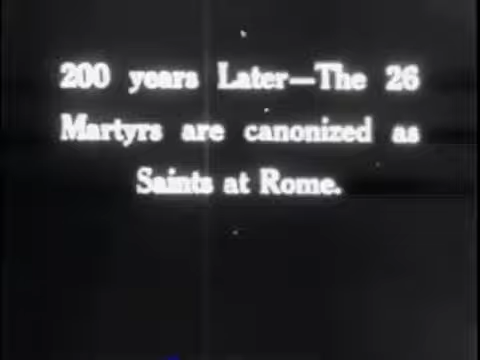 200 years Later—The 26
Martyrs are canonized as
Saints at Rome.